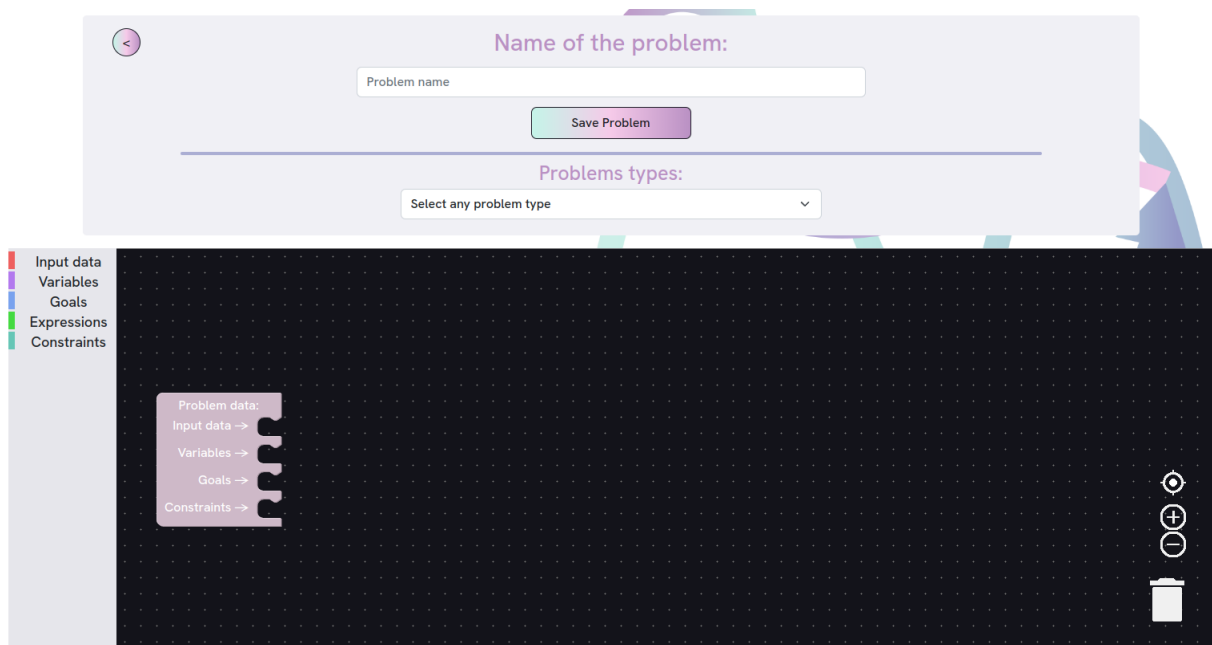 <
Name of the problem:
Problem name
Save Problem
Problems types:
Select any problem type
Input data
Variables
Goals
Expressions
Constraints
Problem data:
Input data →
Variables →
Goals →
Constraints →